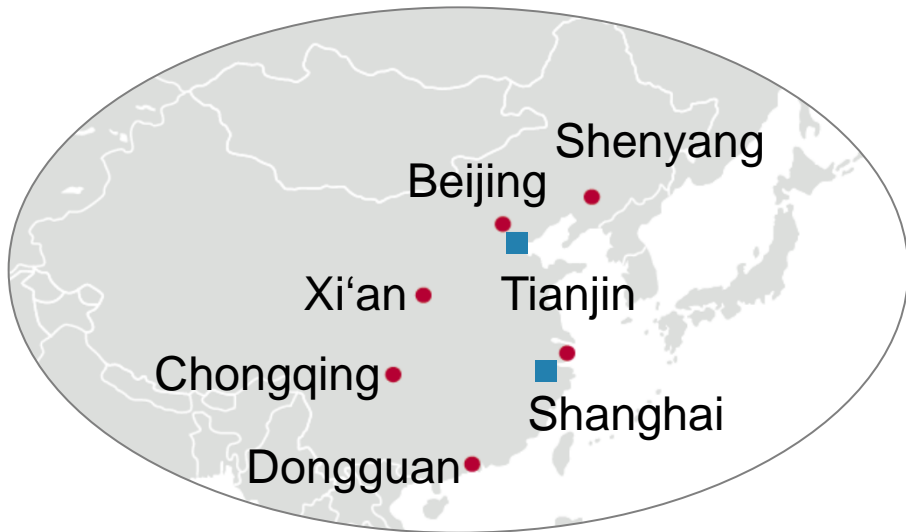 Shenyang
Beijing
Xi‘an
Tianjin
Chongqing
Shanghai
Dongguan